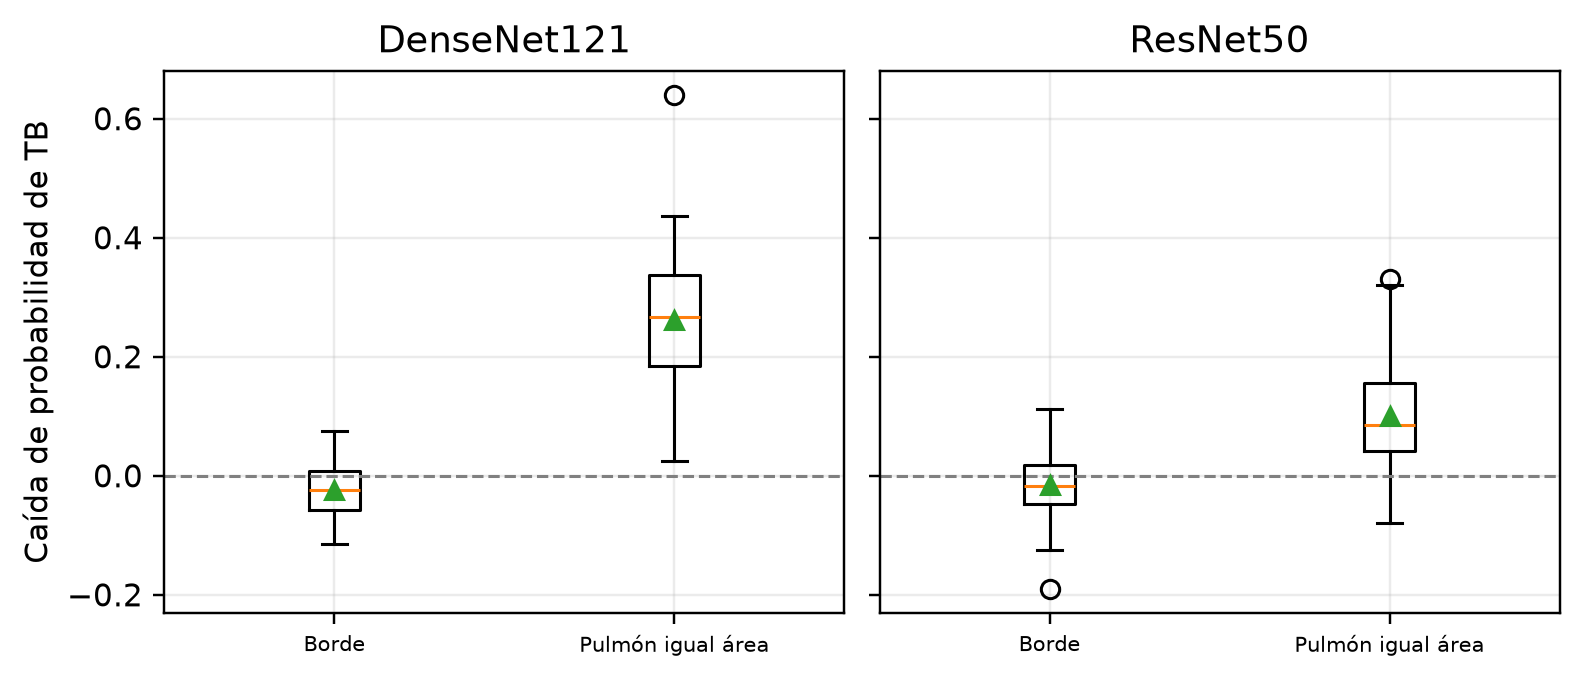 DenseNet121
ResNet50
Caída de probabilidad de TB
0.6
0.4
0.2
0.0
−0.2
Borde
Pulmón igual área
Borde
Pulmón igual área